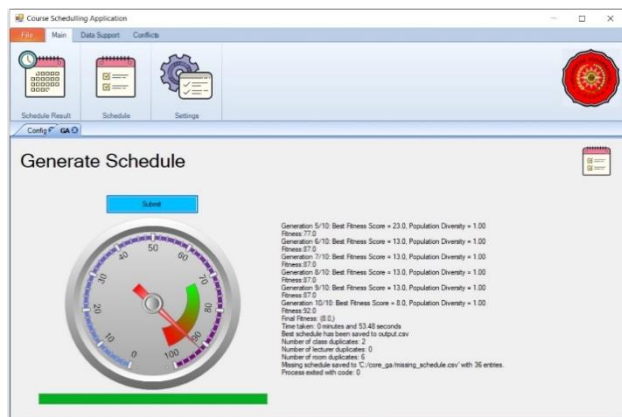 Course Schedulling Application
File Main Data Support Conflicts
Schedule Result Schedule Settings
Config GA
Generate Schedule
Submit
Generation 5/10: Best Fitness Score = 23.0, Population Diversity = 1.00
Fitness:77.0
Generation 6/10: Best Fitness Score = 13.0, Population Diversity = 1.00
Fitness:87.0
Generation 7/10: Best Fitness Score = 13.0, Population Diversity = 1.00
Fitness:87.0
Generation 8/10: Best Fitness Score = 13.0, Population Diversity = 1.00
Fitness:87.0
Generation 9/10: Best Fitness Score = 13.0, Population Diversity = 1.00
Fitness:87.0
Generation 10/10: Best Fitness Score = 8.0, Population Diversity = 1.00
Fitness:92.0
Final Fitness: (8.0,)
Time taken: 0 minutes and 53.48 seconds
Best schedule has been saved to output.csv
Number of class duplicates: 2
Number of lecturer duplicates: 0
Number of room duplicates: 6
Missing schedule saved to 'C:/core_ga/missing_schedule.csv' with 36 entries.
Process exited with code: 0
0 10 20 30 40 50 60 70 80 90 100